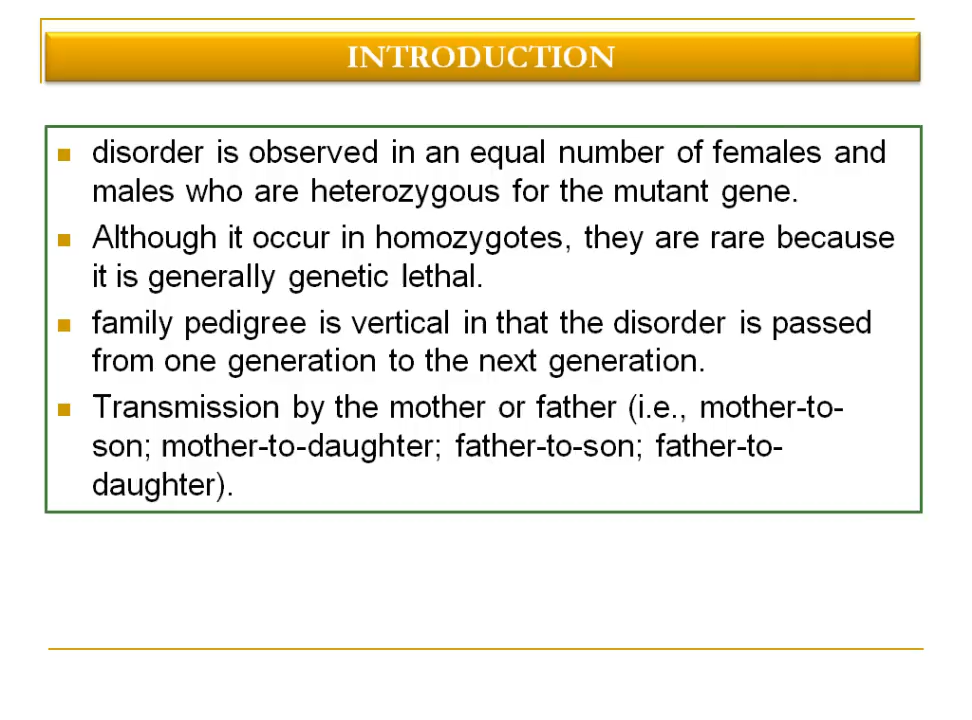 INTRODUCTION
disorder is observed in an equal number of females and
males who are heterozygous for the mutant gene.
Although it occur in homozygotes, they are rare because
it is generally genetic lethal.
family pedigree is vertical in that the disorder is passed
from one generation to the next generation.
Transmission by the mother or father (i.e., mother-to-
son; mother-to-daughter; father-to-son; father-to-
daughter).